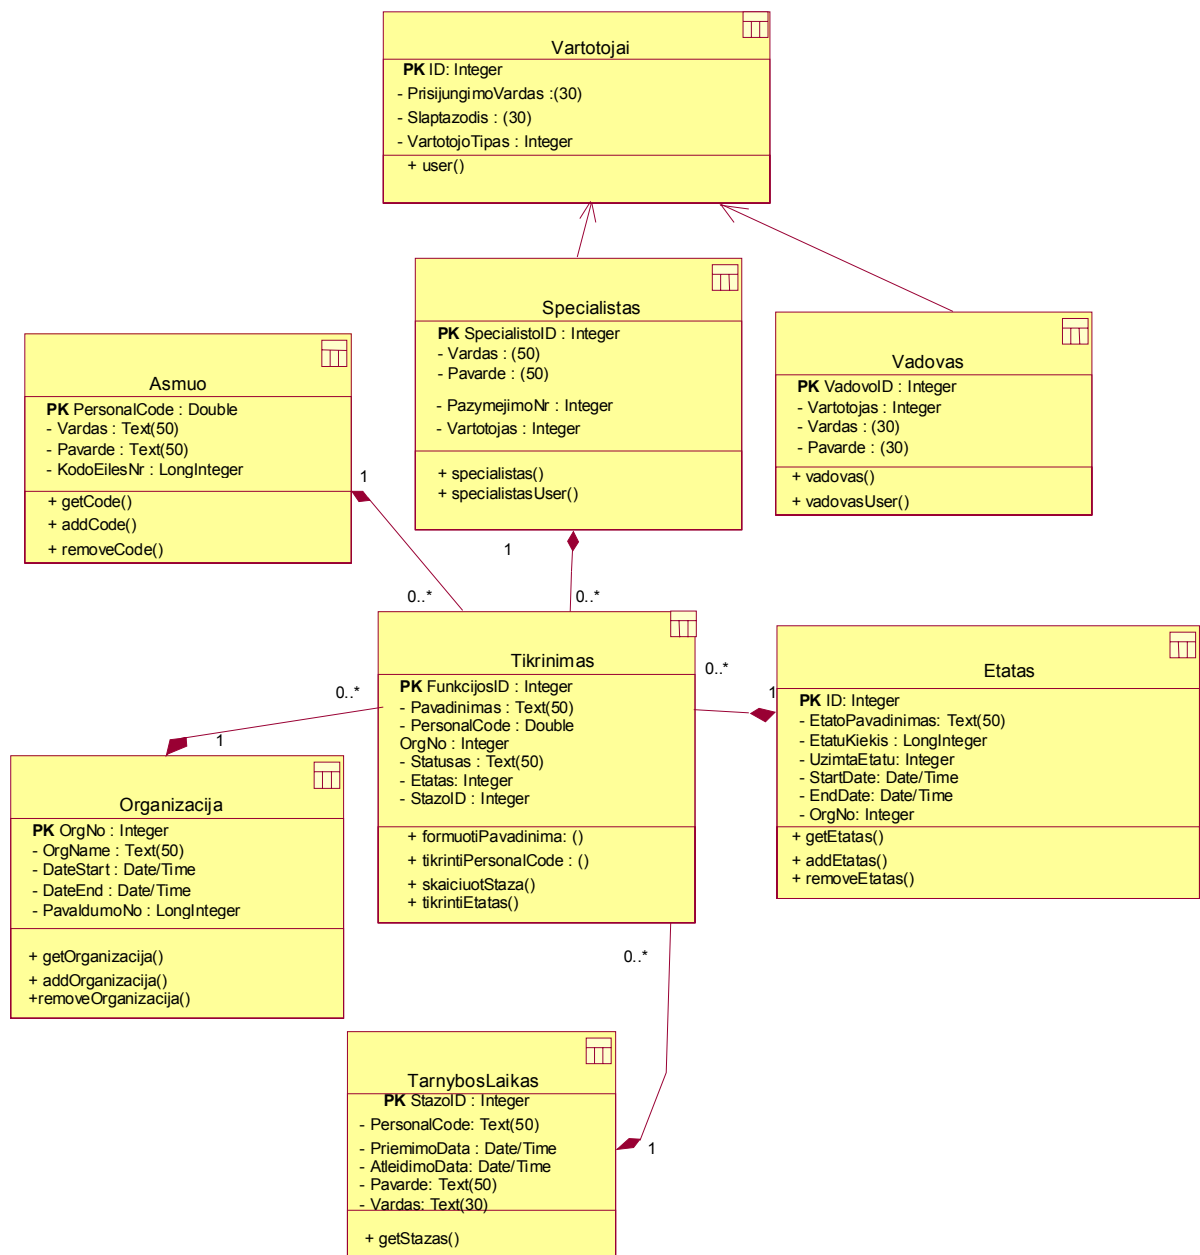 Vartotojai
PK ID: Integer
- PrisijungimoVardas :(30)
- Slaptazodis : (30)
- VartotojoTipas : Integer
+ user()
Specialistas
PK SpecialistoID : Integer
- Vardas : (50)
- Pavarde : (50)
- PazymejimoNr : Integer
- Vartotojas : Integer
+ specialistas()
+ specialistasUser()
Vadovas
PK VadovoID : Integer
- Vartotojas : Integer
- Vardas : (30)
- Pavarde : (30)
+ vadovas()
+ vadovasUser()
Asmuo
PK PersonalCode : Double
- Vardas : Text(50)
- Pavarde : Text(50)
- KodoEilesNr : LongInteger
+ getCode()
+ addCode()
+ removeCode()
1
1
0..*
0..*
Tikrinimas
PK FunkcijosID : Integer
- Pavadinimas : Text(50)
- PersonalCode : Double
OrgNo : Integer
- Statusas : Text(50)
- Etatas: Integer
- StazoID : Integer
+ formuotiPavadinima: ()
+ tikrintiPersonalCode : ()
+ skaiciuotStaza()
+ tikrintiEtatas()
0..*
1
Etatas
PK ID: Integer
- EtatoPavadinimas: Text(50)
- EtatuKiekis : LongInteger
- UzimtaEtatu: Integer
- StartDate: Date/Time
- EndDate: Date/Time
- OrgNo: Integer
+ getEtatas()
+ addEtatas()
+ removeEtatas()
0..*
1
Organizacija
PK OrgNo : Integer
- OrgName : Text(50)
- DateStart : Date/Time
- DateEnd : Date/Time
- PavaldumoNo : LongInteger
+ getOrganizacija()
+ addOrganizacija()
+removeOrganizacija()
0..*
1
TarnybosLaikas
PK StazoID : Integer
- PersonalCode: Text(50)
- PriemimoData : Date/Time
- AtleidimoData: Date/Time
- Pavarde: Text(50)
- Vardas: Text(30)
+ getStazas()